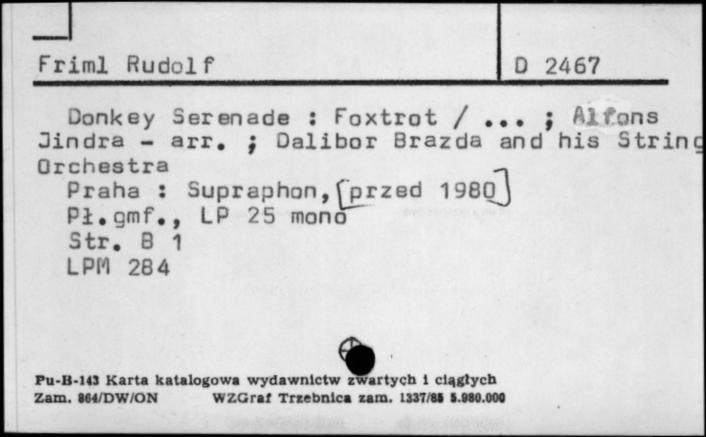 Friml Rudolf
D 2467
Donkey Serenade : Foxtrot / ... ; Alfons
Jindra - arr. ; Dalibor Brazda and his String
Orchestra
Praha : Supraphon, [przed 1980]
Pł.gmf., LP 25 mono
Str. B 1
LPM 284
Pu-B-143 Karta katalogowa wydawnictw zwartych i ciągłych
Zam. 864/DW/ON WZGraf Trzebnica zam. 1337/85 5.980.000